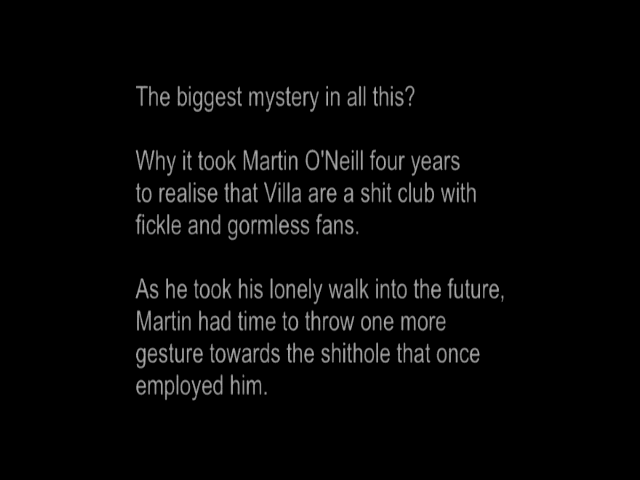 The biggest mystery in all this?
Why it took Martin O'Neill four years
to realise that Villa are a shit club with
fickle and gormless fans.
As he took his lonely walk into the future,
Martin had time to throw one more
gesture towards the shithole that once
employed him.